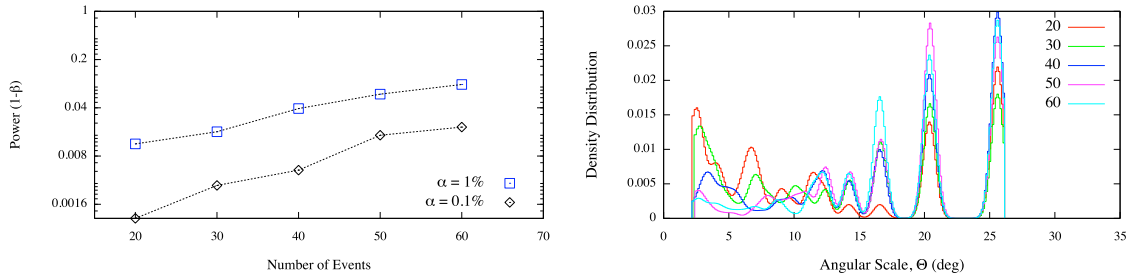 1
0.2
0.04
0.008
0.0016
Power (1-β)
20 30 40 50 60 70
Number of Events
α = 1%
α = 0.1%
0.03
0.025
0.02
0.015
0.01
0.005
0
Density Distribution
0 5 10 15 20 25 30 35
Angular Scale, Θ (deg)
20
30
40
50
60